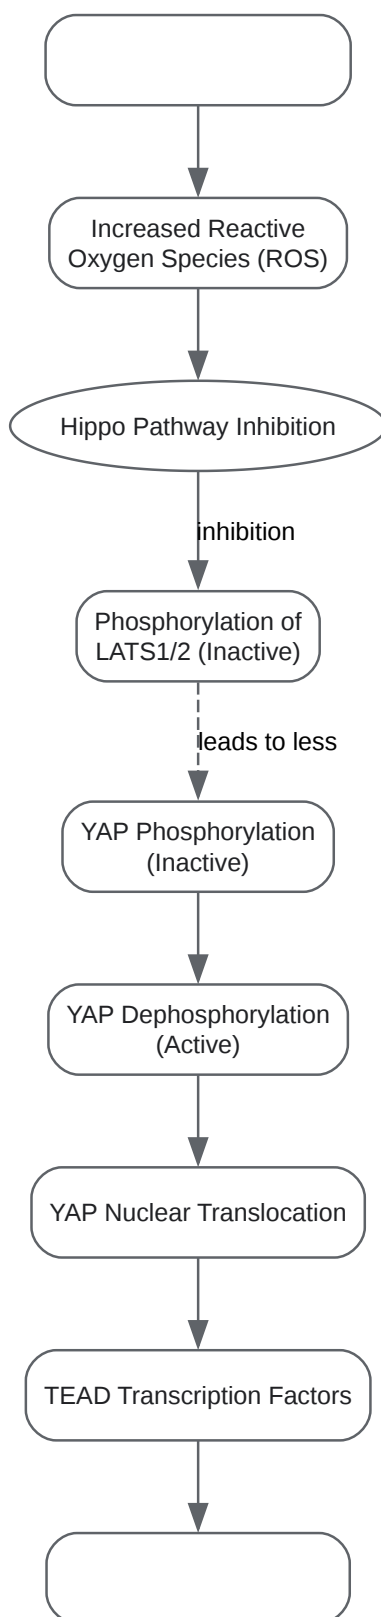 Increased Reactive
Oxygen Species (ROS)
Hippo Pathway Inhibition
inhibition
Phosphorylation of
LATS1/2 (Inactive)
leads to less
YAP Phosphorylation
(Inactive)
YAP Dephosphorylation
(Active)
YAP Nuclear Translocation
TEAD Transcription Factors